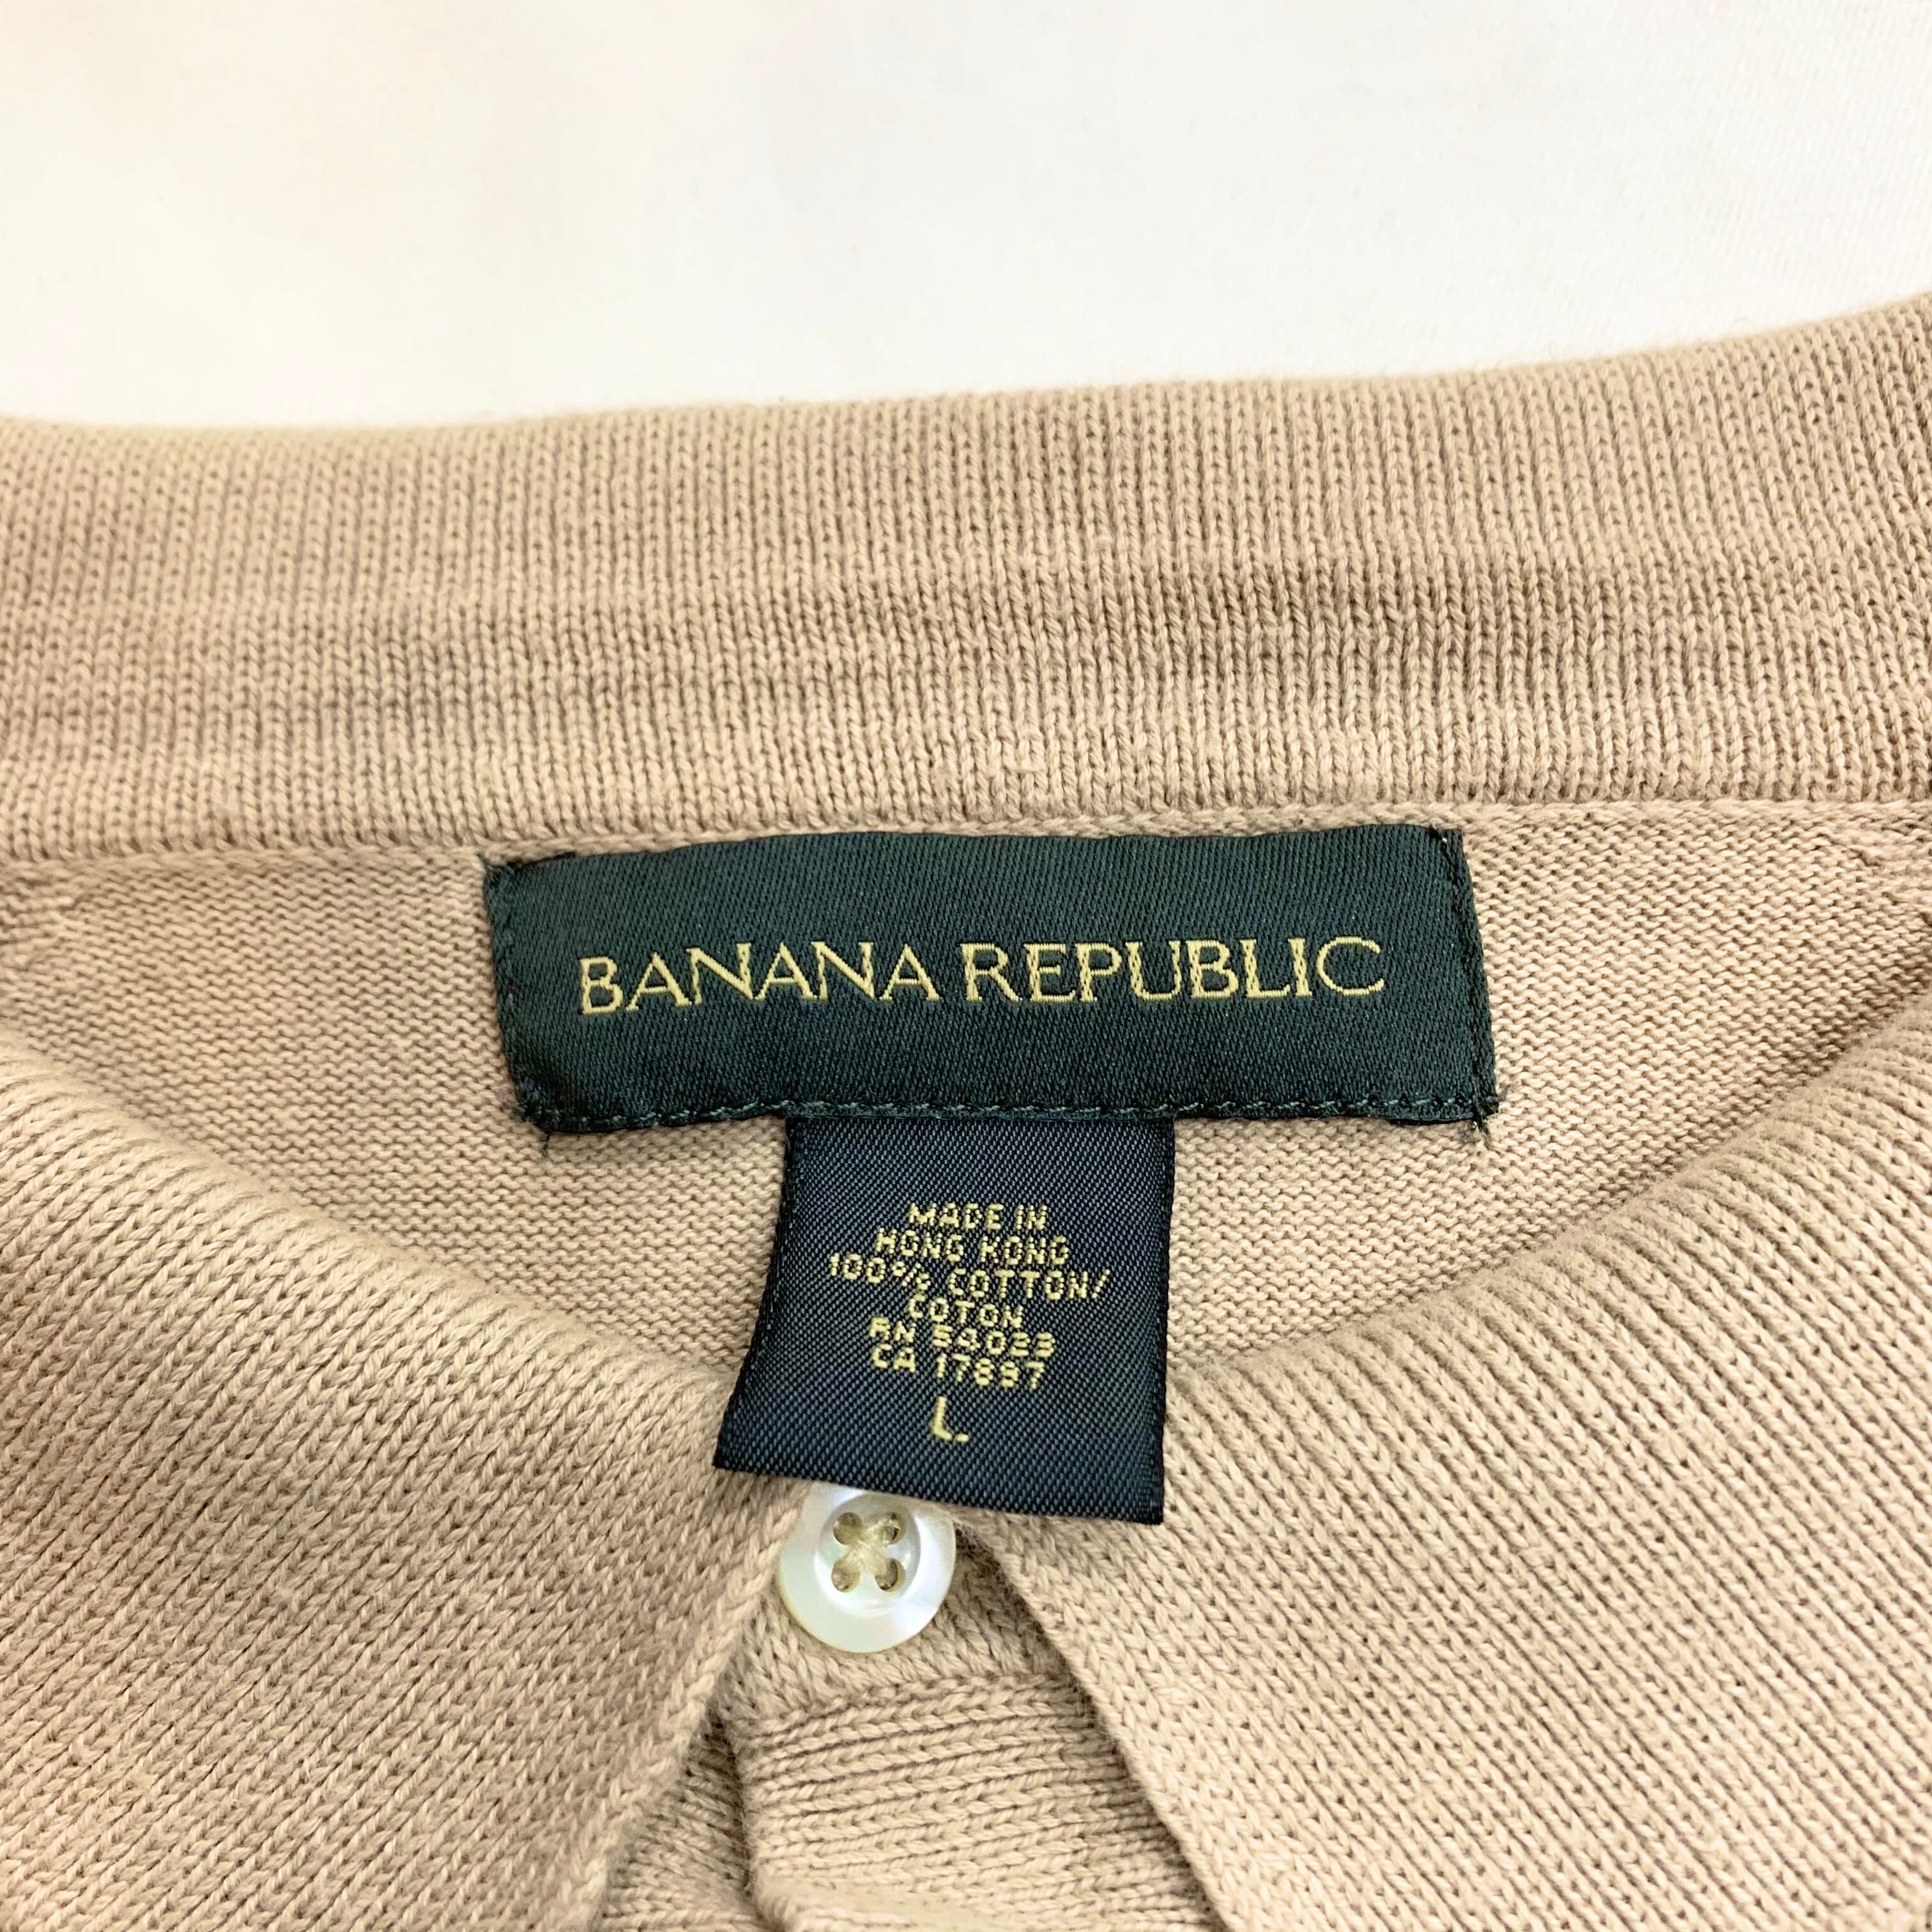 BANANA REPUBLIC
MADE IN
HONG KONG
100% COTTON/
COTON
RN 54023
CA 17897
L.